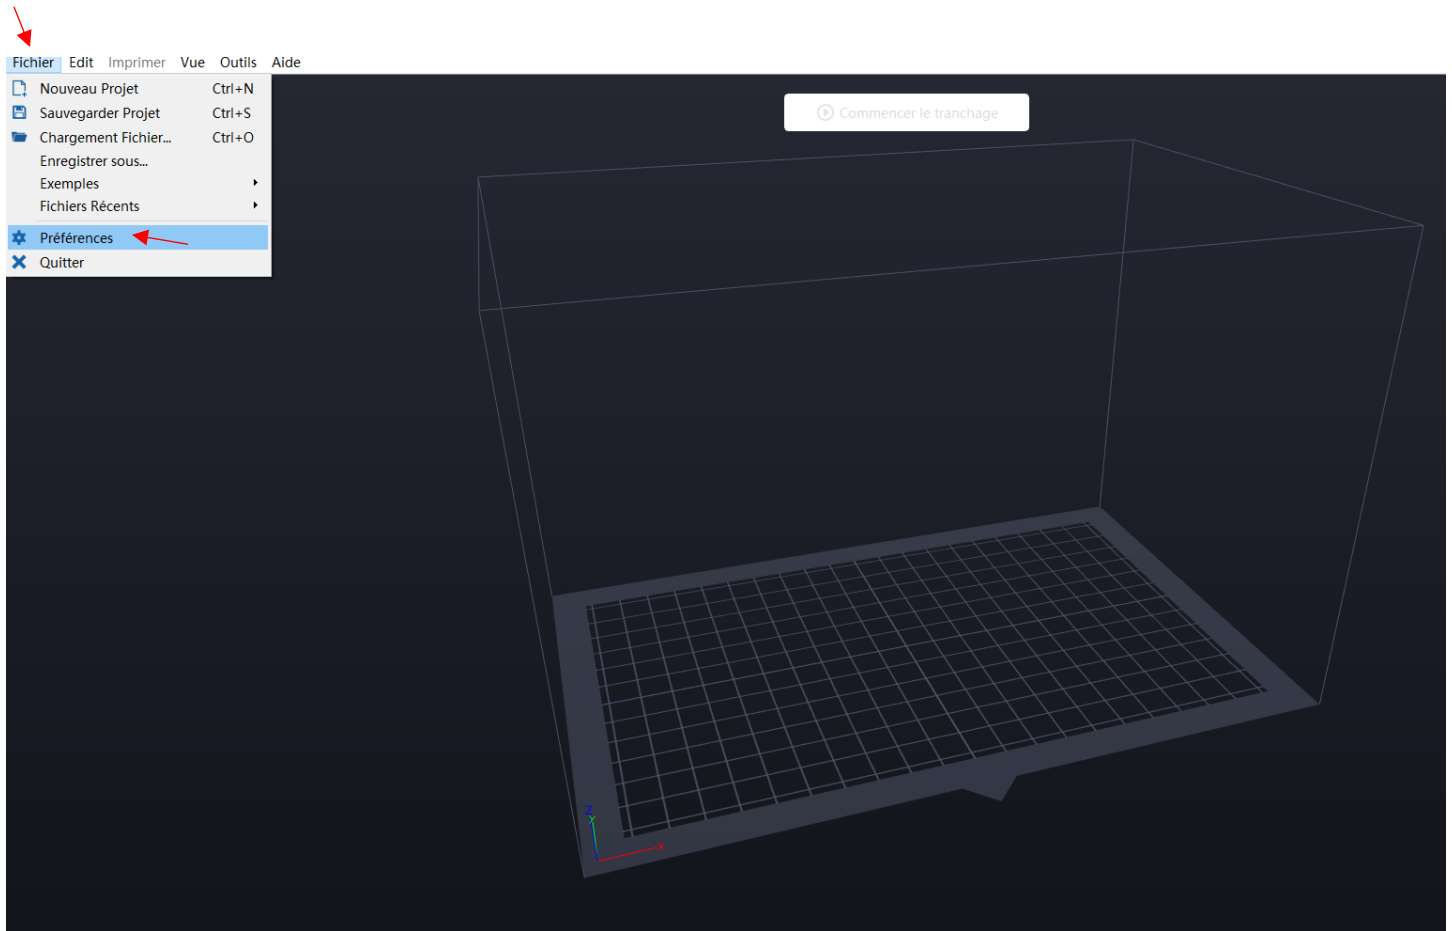 Fichier Edit Imprimer Vue Outils Aide
Nouveau Projet Ctrl+N
Sauvegarder Projet Ctrl+S
Chargement Fichier... Ctrl+O
Enregistrer sous...
Exemples
Fichiers Récents
Préférences
Quitter
Commencer le tranchage
Z
Y
X